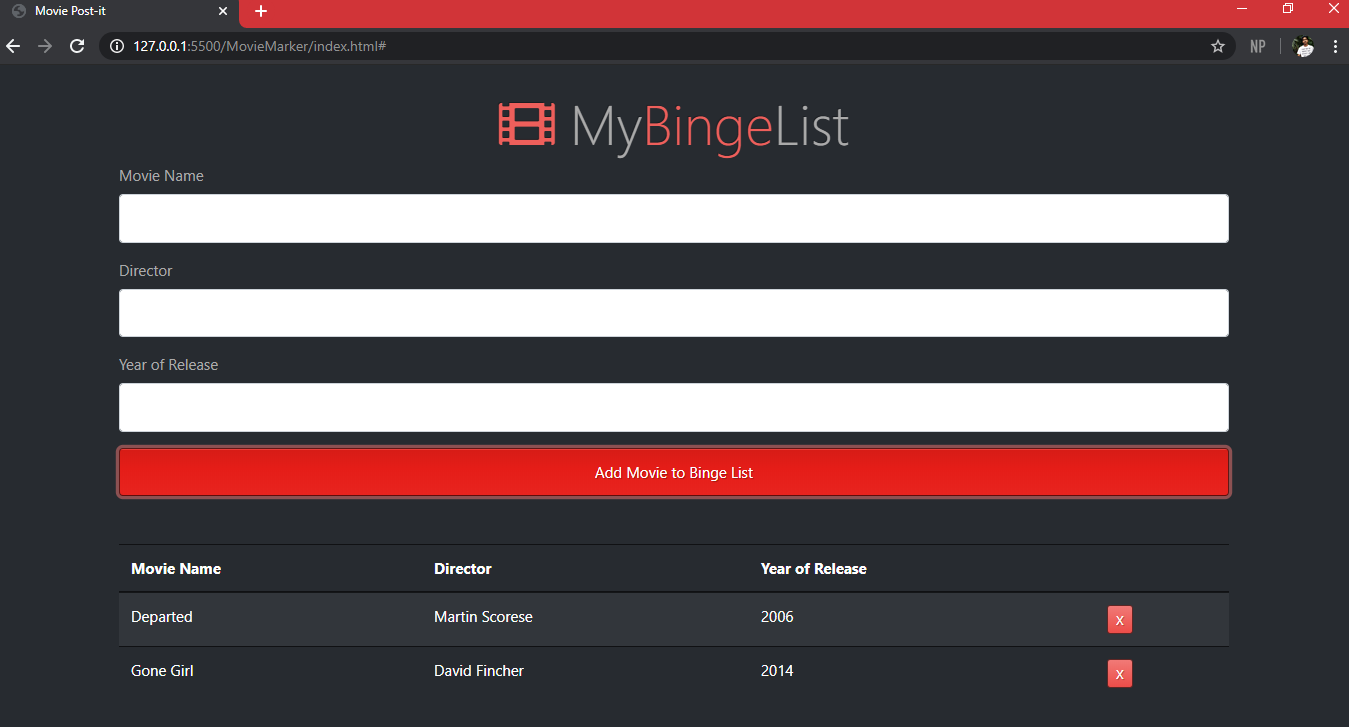 Movie Post-it
127.0.0.1:5500/MovieMarker/index.html#
NP
MyBingeList
Movie Name
Director
Year of Release
Add Movie to Binge List
Movie Name Director Year of Release
Departed Martin Scorese 2006 X
Gone Girl David Fincher 2014 X